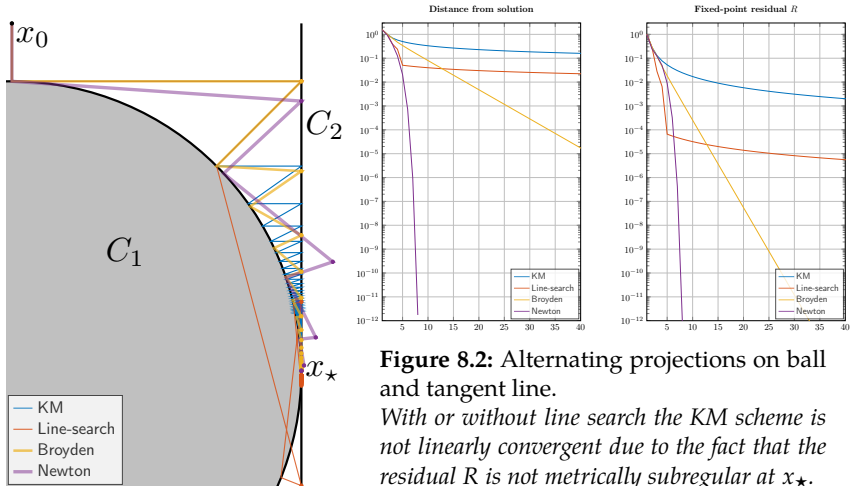 x₀
C₂
C₁
x⋆
KM
Line-search
Broyden
Newton
Distance from solution
10⁰
10⁻¹
10⁻²
10⁻³
10⁻⁴
10⁻⁵
10⁻⁶
10⁻⁷
10⁻⁸
10⁻⁹
10⁻¹⁰
10⁻¹¹
10⁻¹²
5 10 15 20 25 30 35 40
KM
Line-search
Broyden
Newton
Fixed-point residual R
10⁰
10⁻¹
10⁻²
10⁻³
10⁻⁴
10⁻⁵
10⁻⁶
10⁻⁷
10⁻⁸
10⁻⁹
10⁻¹⁰
10⁻¹¹
10⁻¹²
5 10 15 20 25 30 35 40
KM
Line-search
Broyden
Newton
Figure 8.2: Alternating projections on ball
and tangent line.
With or without line search the KM scheme is
not linearly convergent due to the fact that the
residual R is not metrically subregular at x⋆.